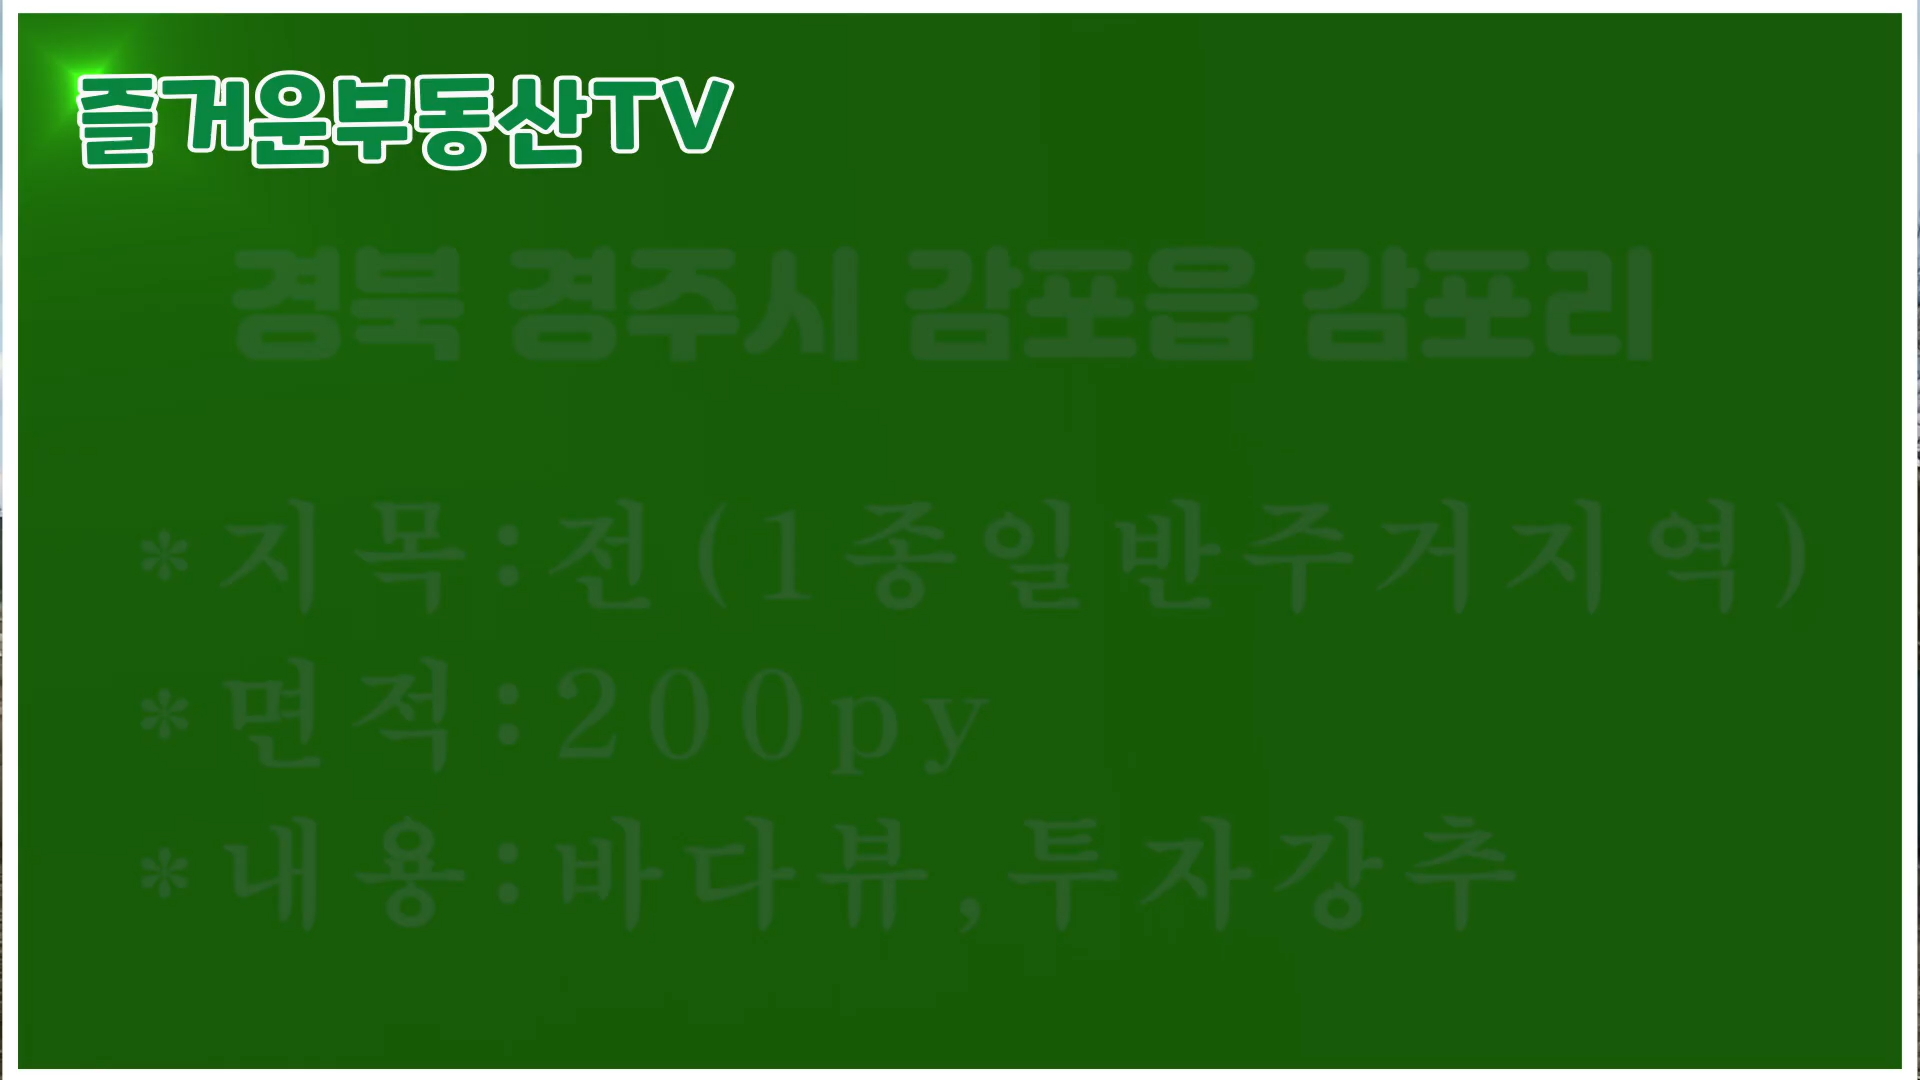 즐거운부동산TV
경북 경주시 감포읍 감포리
*지목:전(1종일반주거지역)
*면적:200py
*내용:바다뷰,투자강추